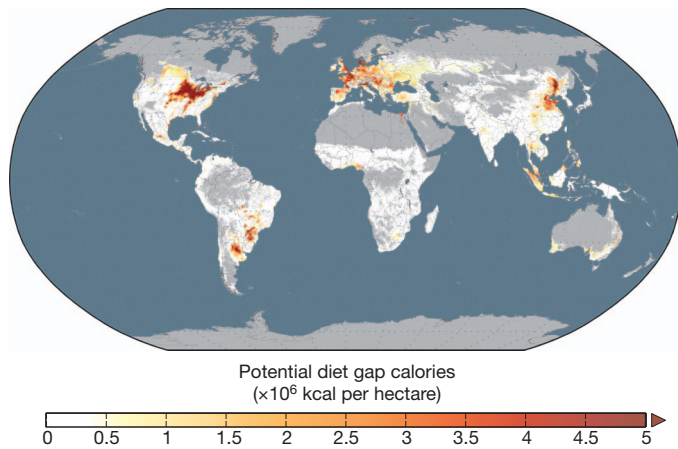 Potential diet gap calories
(×10⁶ kcal per hectare)
0 0.5 1 1.5 2 2.5 3 3.5 4 4.5 5